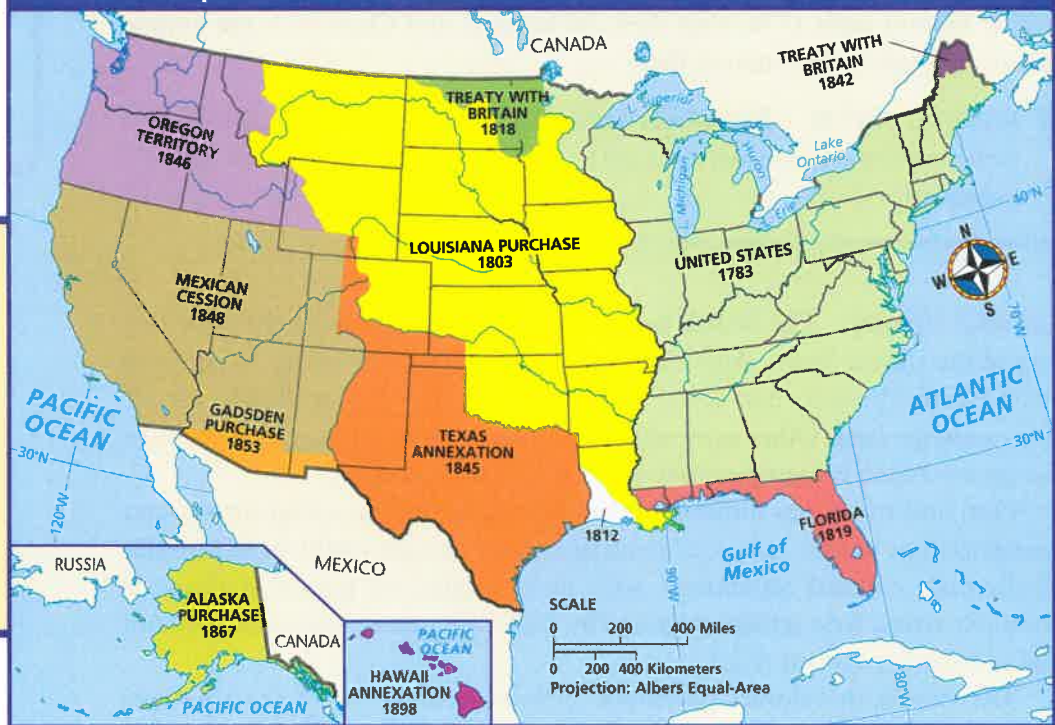 CANADA
TREATY WITH
BRITAIN
1842
TREATY WITH
BRITAIN
1818
L. Superior
OREGON
TERRITORY
1846
Lake
Ontario
L. Michigan
L. Huron
L. Erie
40°N
LOUISIANA PURCHASE
1803
UNITED STATES
1783
N
W E
S
70°W
MEXICAN
CESSION
1848
PACIFIC
OCEAN
ATLANTIC
OCEAN
GADSDEN
PURCHASE
1853
TEXAS
ANNEXATION
1845
30°N
30°N
120°W
1812
FLORIDA
1819
Gulf of
Mexico
90°W
80°W
MEXICO
RUSSIA
ALASKA
PURCHASE
1867
CANADA
PACIFIC OCEAN
PACIFIC
OCEAN
HAWAII
ANNEXATION
1898
SCALE
0 200 400 Miles
0 200 400 Kilometers
Projection: Albers Equal-Area